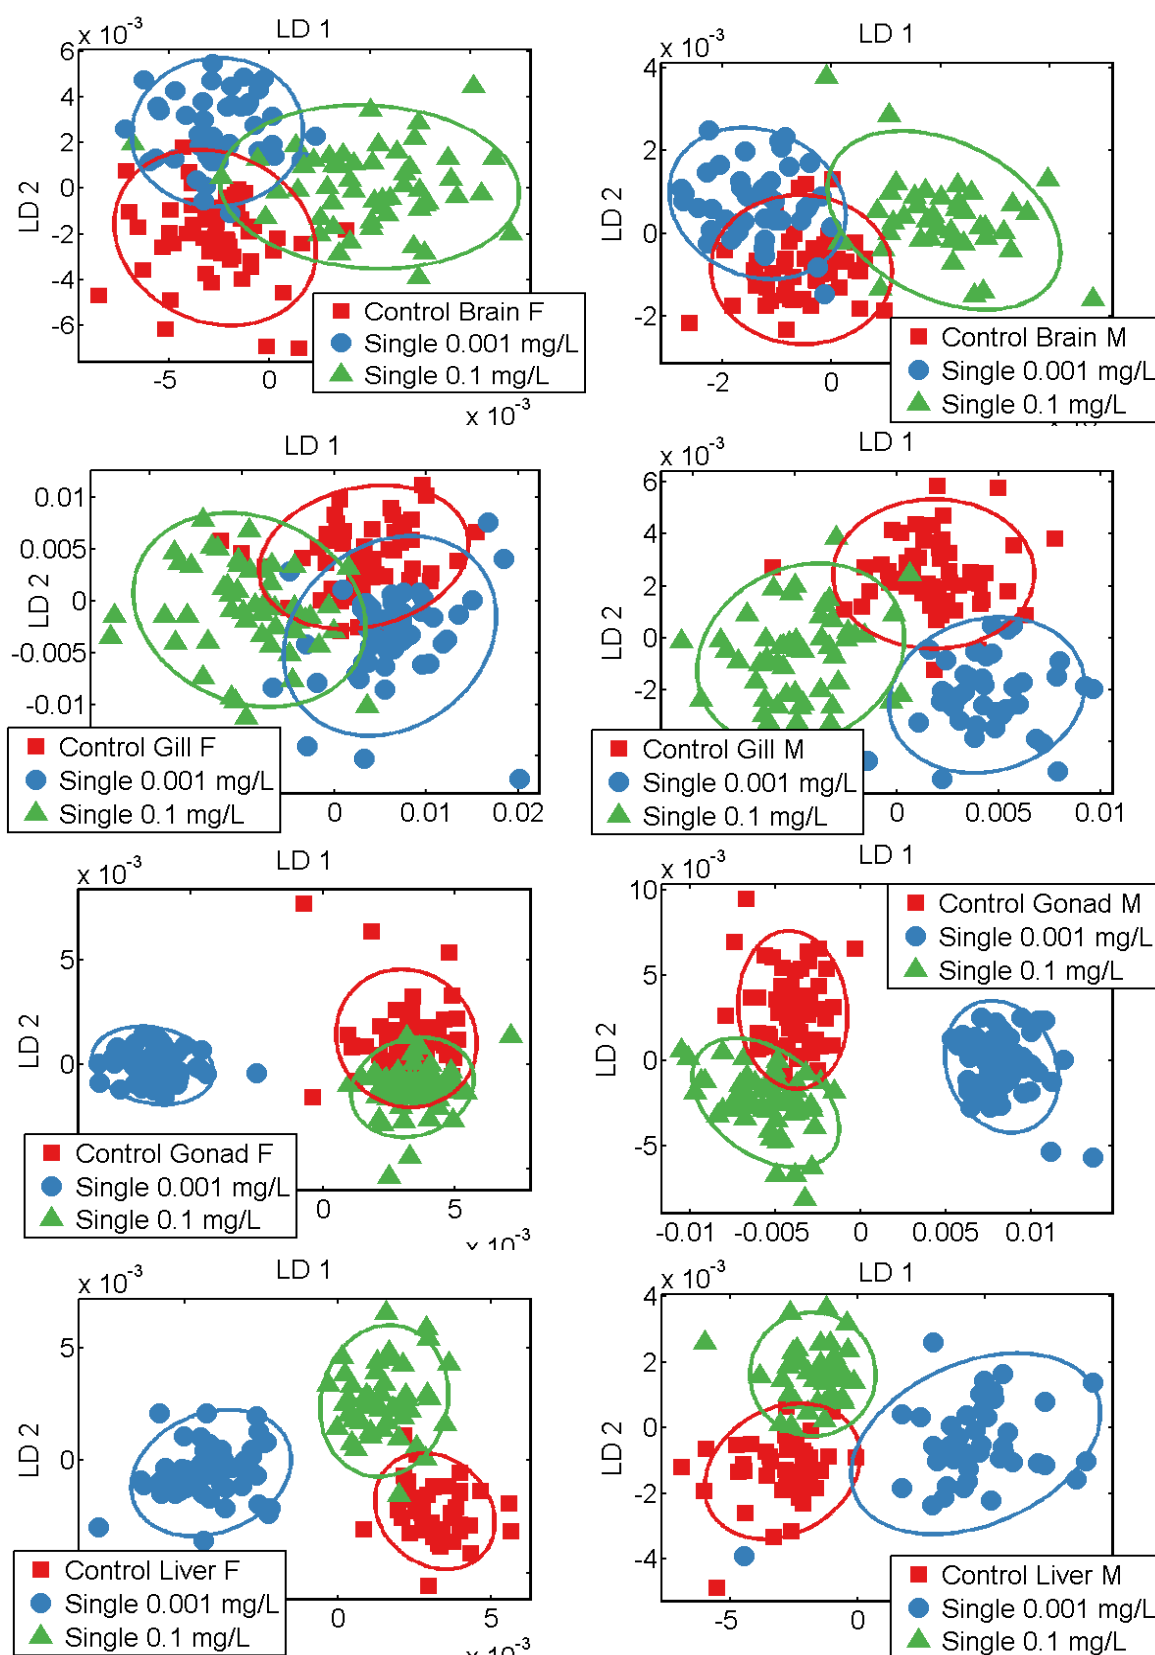 LD 1
x 10⁻³
6
4
2
0
-2
-4
-6
LD 2
-5
0
x 10⁻³
Control Brain F
Single 0.001 mg/L
Single 0.1 mg/L
LD 1
x 10⁻³
4
2
0
-2
LD 2
-2
0
Control Brain M
Single 0.001 mg/L
Single 0.1 mg/L
LD 1
0.01
0.005
0
-0.005
-0.01
LD 2
0
0.01
0.02
Control Gill F
Single 0.001 mg/L
Single 0.1 mg/L
LD 1
x 10⁻³
6
4
2
0
-2
LD 2
0
0.005
0.01
Control Gill M
Single 0.001 mg/L
Single 0.1 mg/L
LD 1
x 10⁻³
5
0
LD 2
0
5
x 10⁻³
Control Gonad F
Single 0.001 mg/L
Single 0.1 mg/L
LD 1
x 10⁻³
10
5
0
-5
LD 2
-0.01
-0.005
0
0.005
0.01
Control Gonad M
Single 0.001 mg/L
Single 0.1 mg/L
LD 1
x 10⁻³
5
0
LD 2
0
5
x 10⁻³
Control Liver F
Single 0.001 mg/L
Single 0.1 mg/L
LD 1
x 10⁻³
4
2
0
-2
-4
LD 2
-5
0
Control Liver M
Single 0.001 mg/L
Single 0.1 mg/L